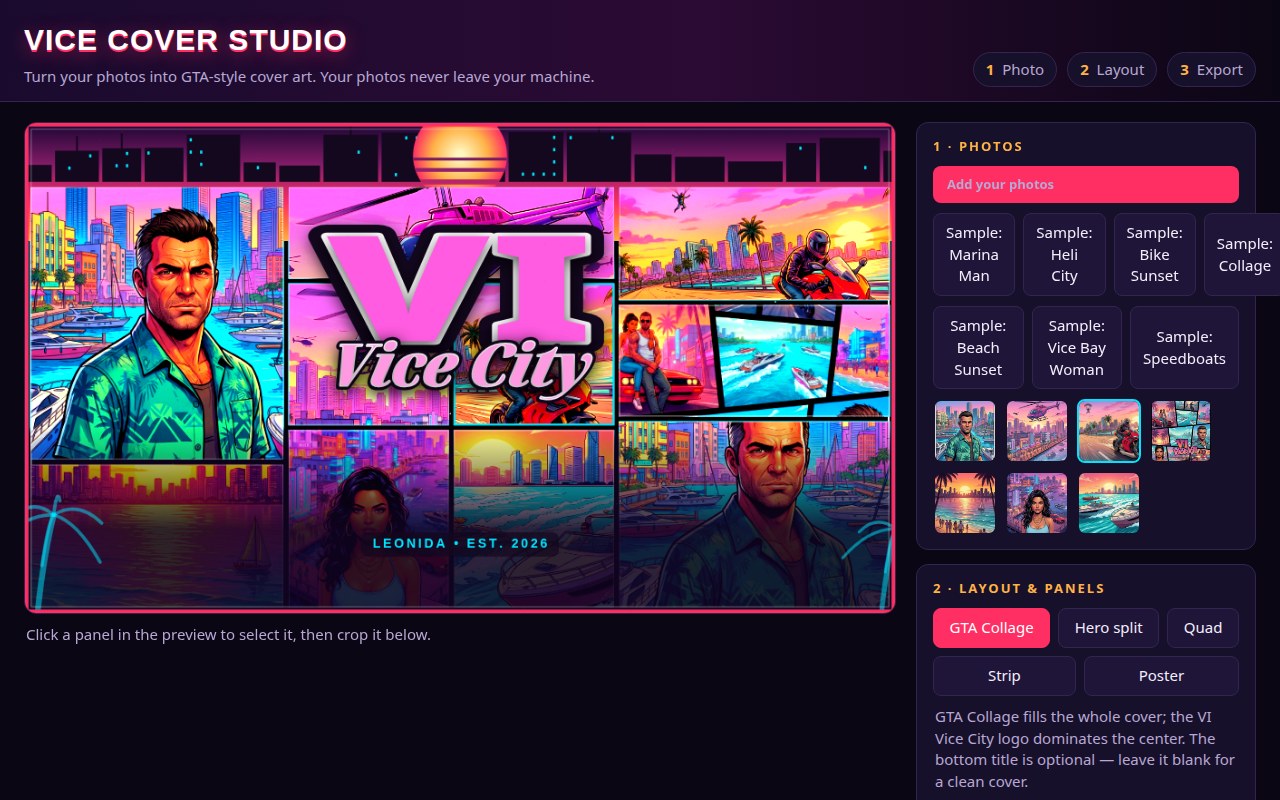 VICE COVER STUDIO
Turn your photos into GTA-style cover art. Your photos never leave your machine.
1 Photo
2 Layout
3 Export
VI
Vice City
LEONIDA • EST. 2026
Click a panel in the preview to select it, then crop it below.
1 · PHOTOS
Add your photos
Sample:
Marina
Man
Sample:
Heli
City
Sample:
Bike
Sunset
Sample:
Collage
Sample:
Beach
Sunset
Sample:
Vice Bay
Woman
Sample:
Speedboats
2 · LAYOUT & PANELS
GTA Collage
Hero split
Quad
Strip
Poster
GTA Collage fills the whole cover; the VI
Vice City logo dominates the center. The
bottom title is optional — leave it blank for
a clean cover.